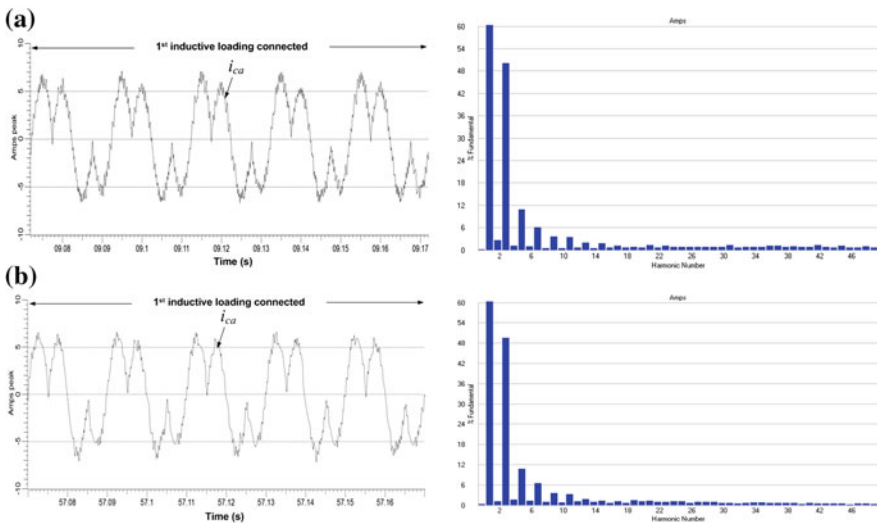 (a)
1st inductive loading connected
ica
Amps peak
10
5
0
-5
-10
09.08 09.09 09.1 09.11 09.12 09.13 09.14 09.15 09.16 09.17
Time (s)
Amps
% Fundamental
60
54
48
42
36
30
24
18
12
6
0
2 6 10 14 18 22 26 30 34 38 42 46
Harmonic Number
(b)
1st inductive loading connected
ica
Amps peak
10
5
0
-5
-10
57.08 57.09 57.1 57.11 57.12 57.13 57.14 57.15 57.16
Time (s)
Amps
% Fundamental
60
54
48
42
36
30
24
18
12
6
0
2 6 10 14 18 22 26 30 34 38 42 46
Harmonic Number